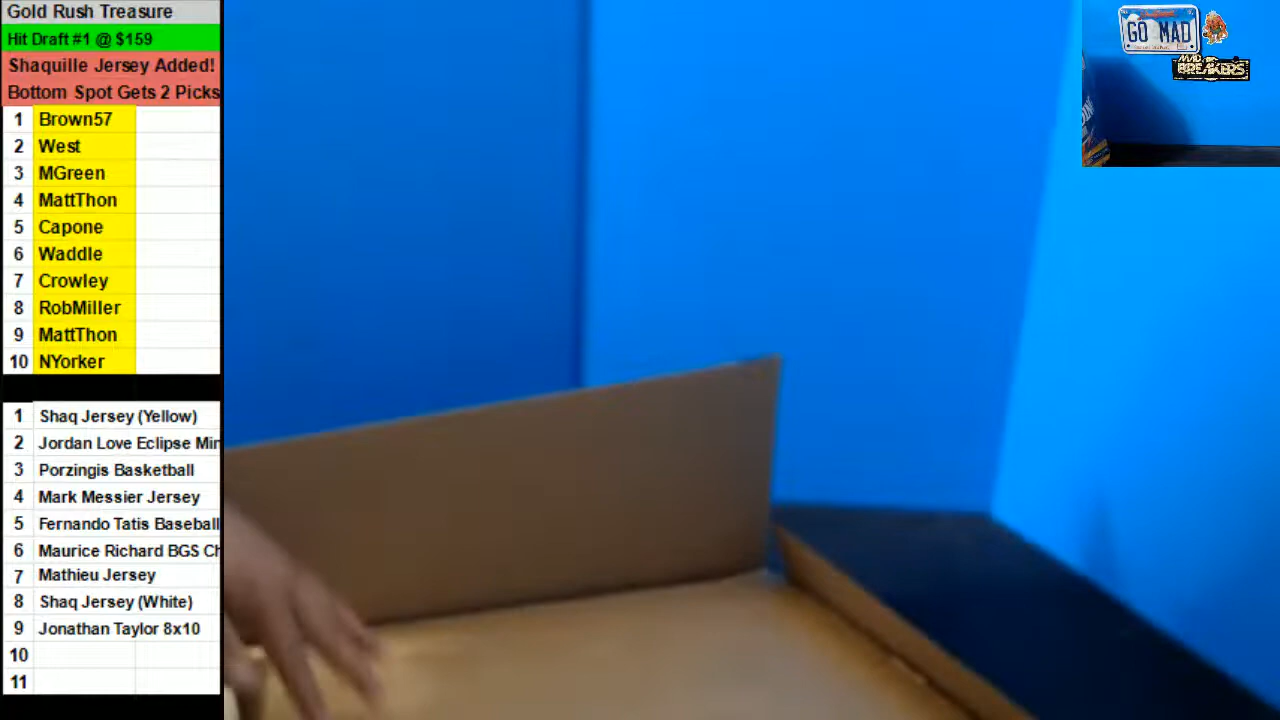 Gold Rush Treasure
Hit Draft #1 @ $159
Shaquille Jersey Added!
Bottom Spot Gets 2 Picks
1 Brown57
2 West
3 MGreen
4 MattThon
5 Capone
6 Waddle
7 Crowley
8 RobMiller
9 MattThon
10 NYorker
1 Shaq Jersey (Yellow)
2 Jordan Love Eclipse Min
3 Porzingis Basketball
4 Mark Messier Jersey
5 Fernando Tatis Baseball
6 Maurice Richard BGS Ch
7 Mathieu Jersey
8 Shaq Jersey (White)
9 Jonathan Taylor 8x10
10
11
GO MAD
MAD
BREAKERS